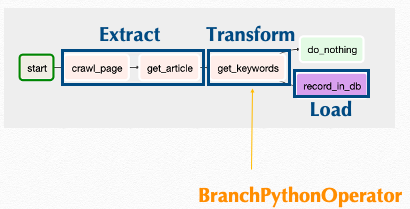 Extract Transform
do_nothing
start crawl_page get_article get_keywords
record_in_db
Load
BranchPythonOperator